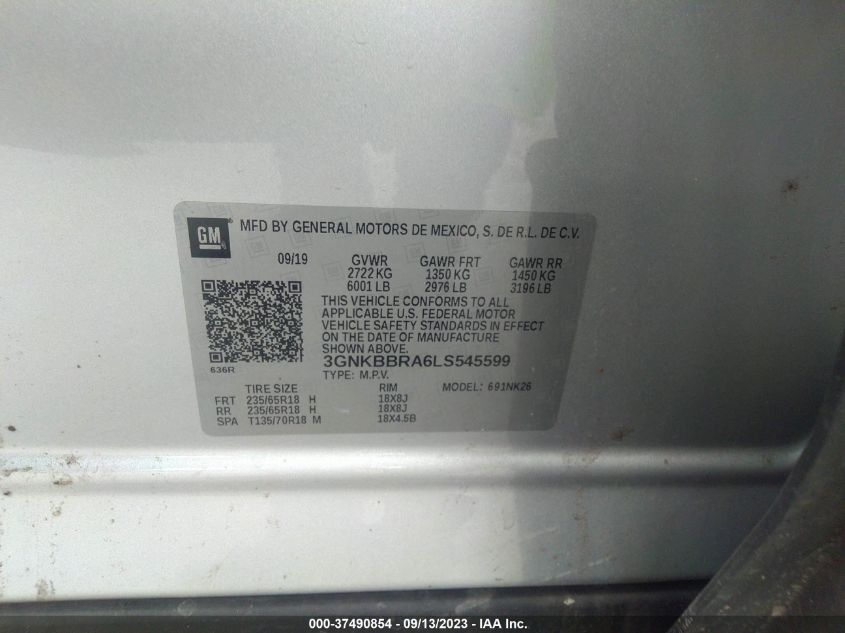 GM MFD BY GENERAL MOTORS DE MEXICO, S. DE R.L. DE C.V.
09/19 GVWR GAWR FRT GAWR RR
2722 KG 1350 KG 1450 KG
6001 LB 2976 LB 3196 LB
THIS VEHICLE CONFORMS TO ALL
APPLICABLE U.S. FEDERAL MOTOR
VEHICLE SAFETY STANDARDS IN EFFECT
ON THE DATE OF MANUFACTURE
SHOWN ABOVE.
3GNKBBRA6LS545599
636R TYPE: M.P.V.
TIRE SIZE RIM MODEL: 691NK26
FRT 235/65R18 H 18X8J
RR 235/65R18 H 18X8J
SPA T135/70R18 M 18X4.5B
000-37490854 - 09/13/2023 - IAA Inc.